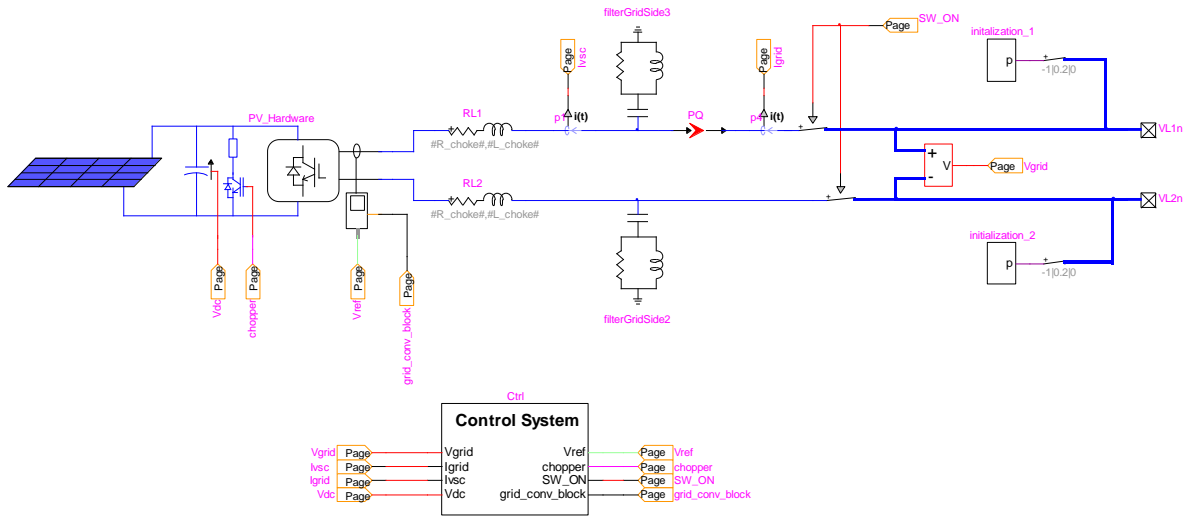 filterGridSide3
Page
SW_ON
initialization_1
p
-1|0.2|0
Page
Ivsc
Page
Igrid
PV_Hardware
RL1
+
#R_choke#,#L_choke#
p1
i(t)
PQ
p4
i(t)
+
VL1n
+
-
V
Page
Vgrid
RL2
+
#R_choke#,#L_choke#
+
VL2n
initialization_2
p
+
-1|0.2|0
Page
Vdc
Page
chopper
Page
Vref
Page
grid_conv_block
filterGridSide2
Ctrl
Control System
Vgrid Page Vgrid Vref Page Vref
Ivsc Page Igrid chopper Page chopper
Igrid Page Ivsc SW_ON Page SW_ON
Vdc Page Vdc grid_conv_block Page grid_conv_block